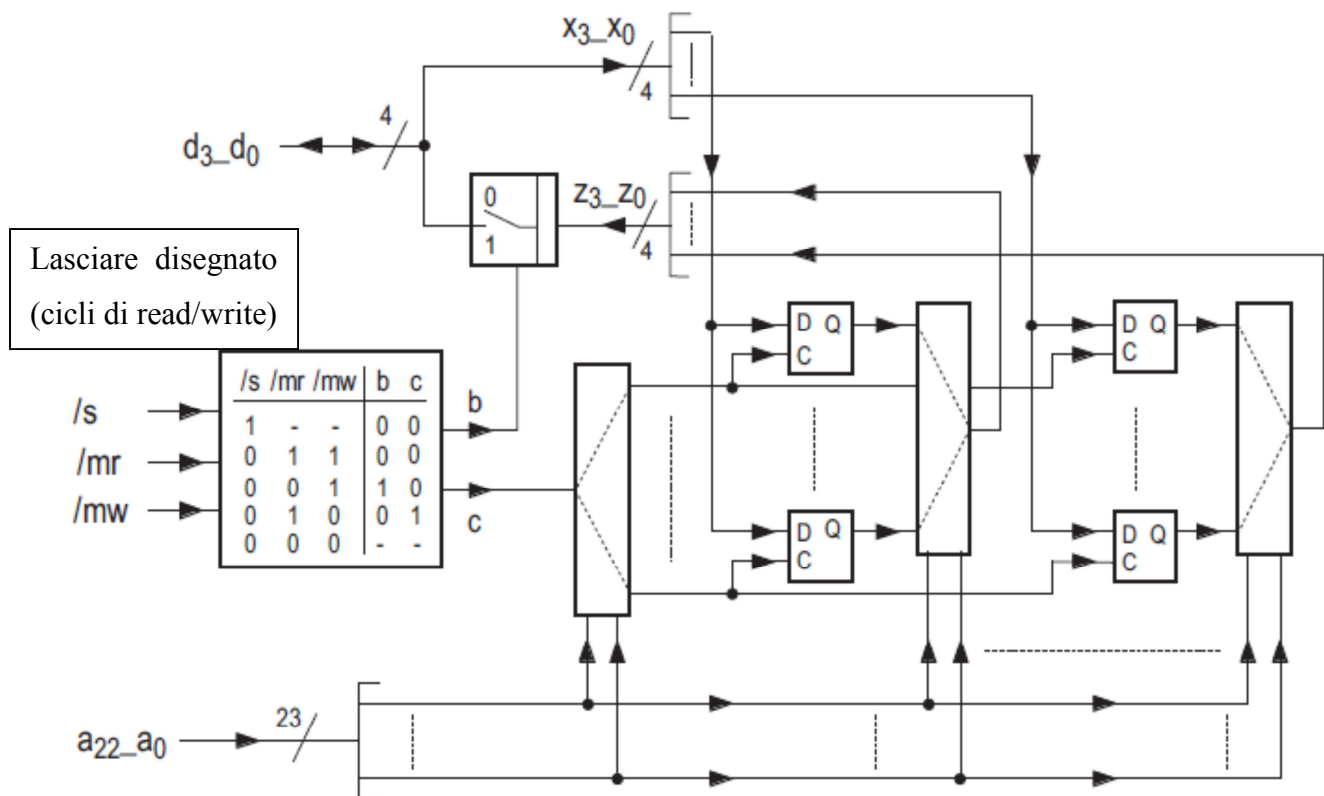 x3_x0
4
4
d3_d0
0
1
z3_z0
4
Lasciare disegnato
(cicli di read/write)
/s /mr /mw b c
1 - - 0 0
0 1 1 0 0
0 0 1 1 0
0 1 0 0 1
0 0 0 - -
/s
/mr
/mw
b
c
D Q
C
D Q
C
D Q
C
D Q
C
23
a22_a0